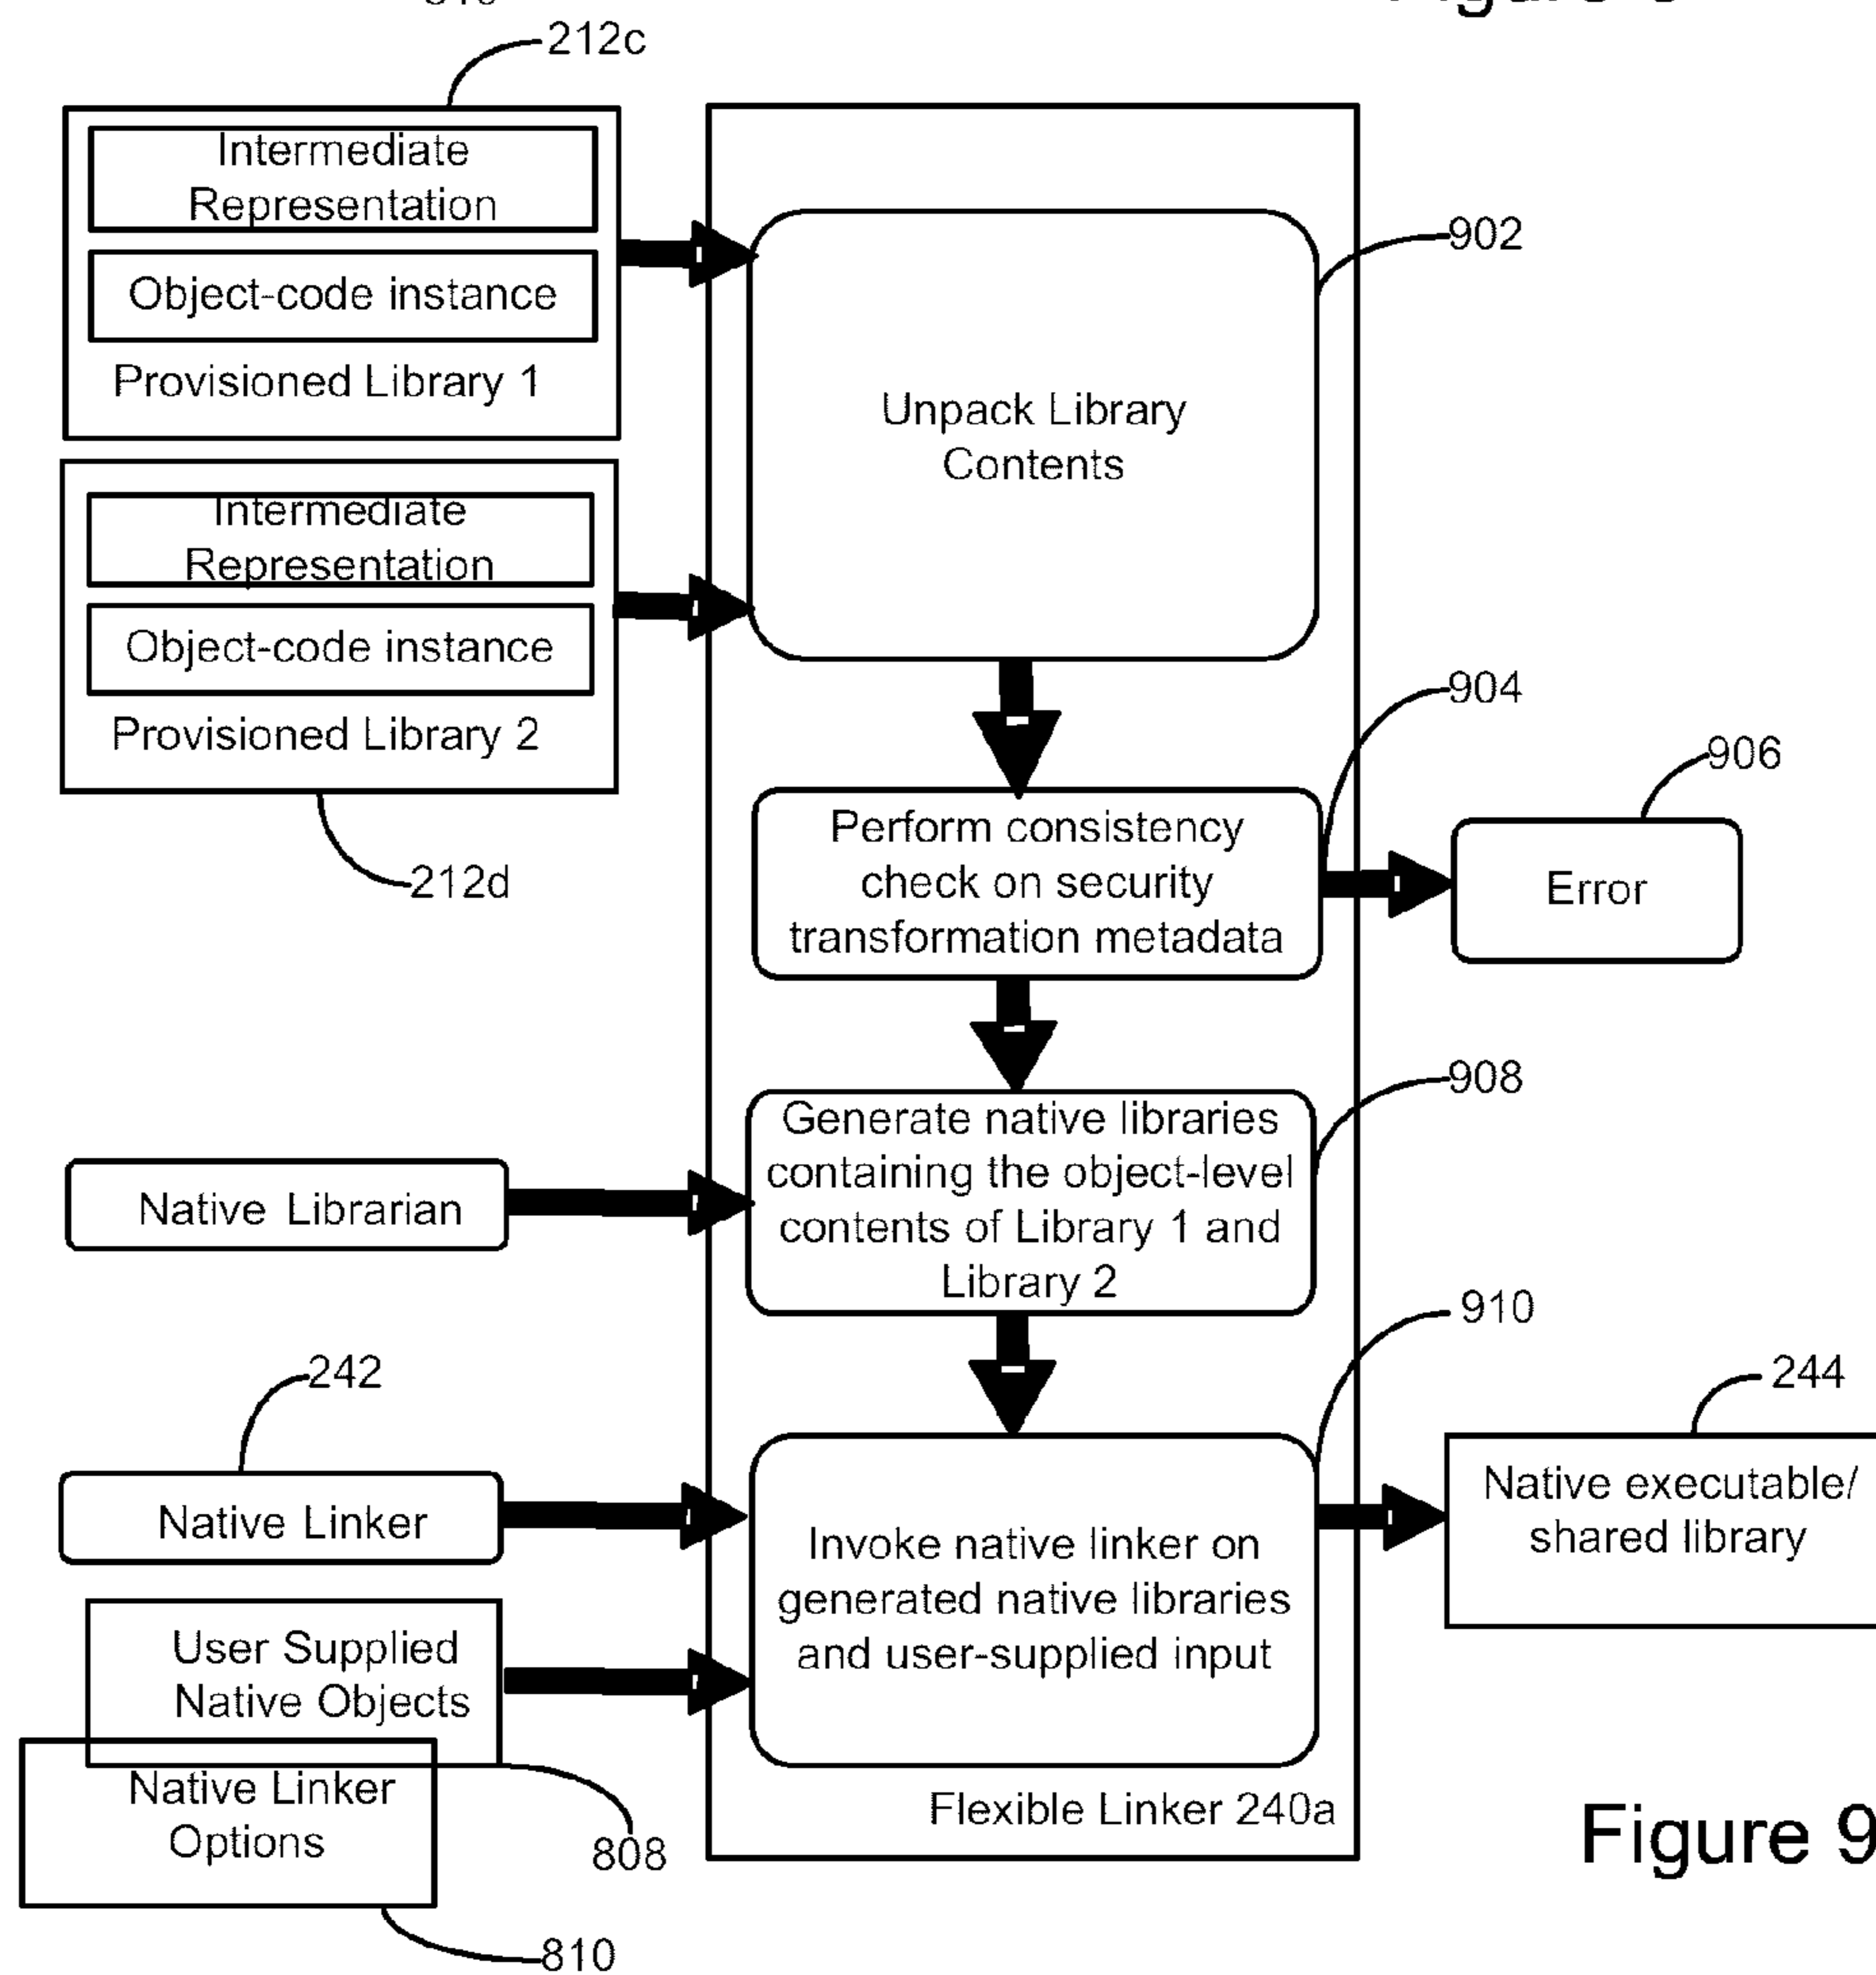 212c
Intermediate
Representation
Object-code instance
Provisioned Library 1
Intermediate
Representation
Object-code instance
Provisioned Library 2
212d
Unpack Library
Contents
902
904
Perform consistency
check on security
transformation metadata
906
Error
908
Generate native libraries
containing the object-level
contents of Library 1 and
Library 2
Native Librarian
910
242
Native Linker
244
Native executable/
shared library
Invoke native linker on
generated native libraries
and user-supplied input
User Supplied
Native Objects
Native Linker
Options
808
810
Flexible Linker 240a
Figure 9